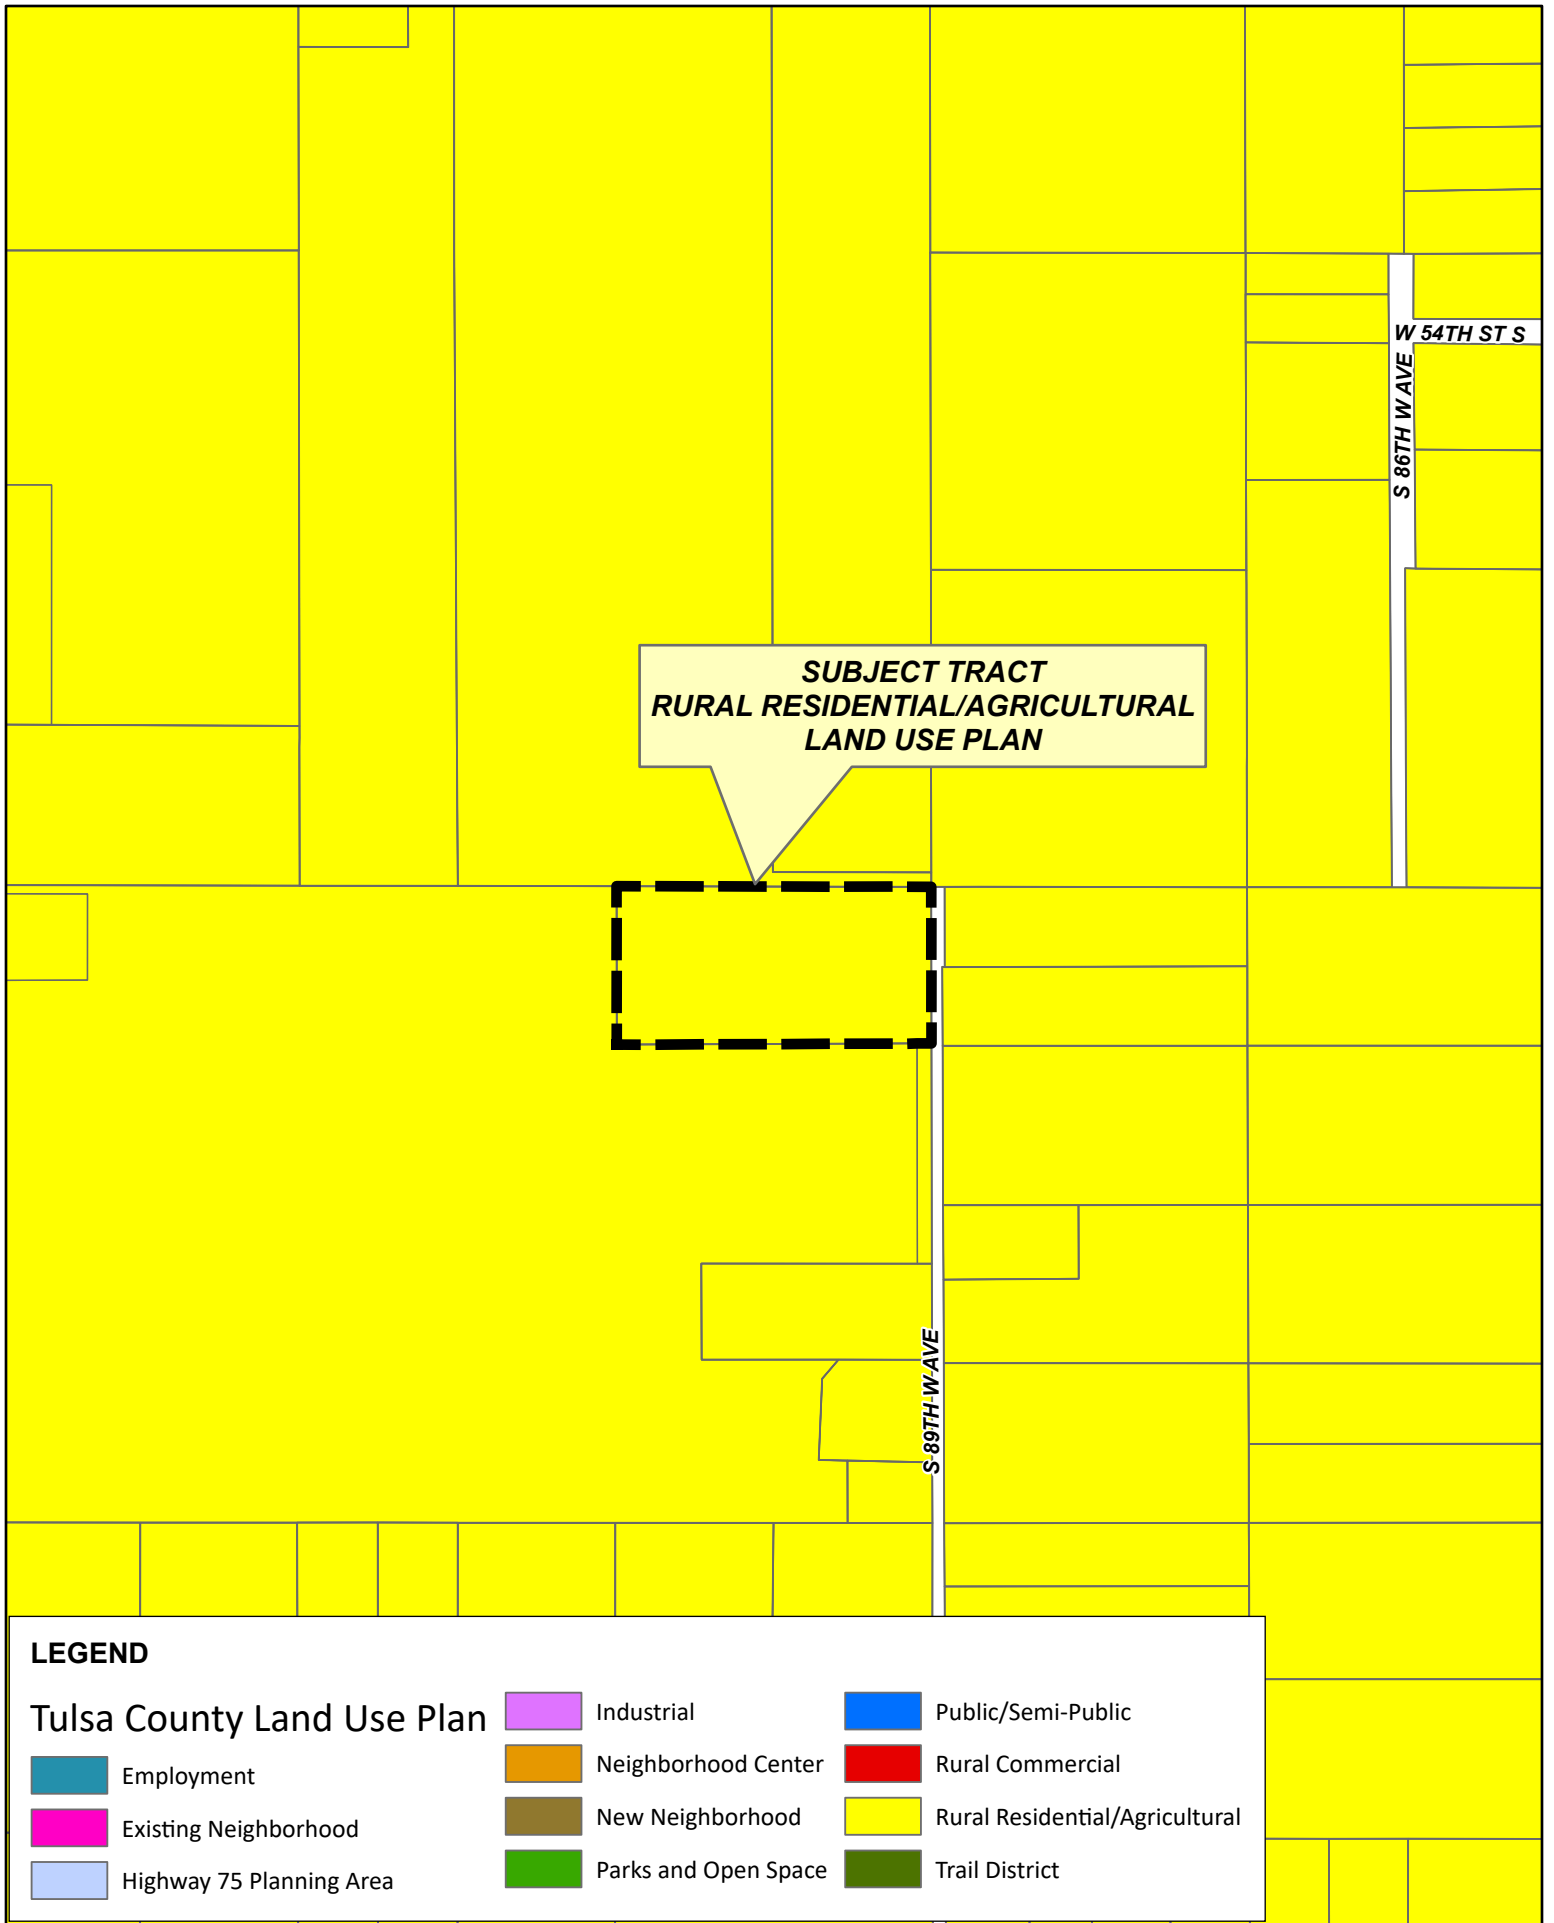 W 54TH ST S
S 86TH W AVE
SUBJECT TRACT
RURAL RESIDENTIAL/AGRICULTURAL
LAND USE PLAN
S 89TH W AVE
LEGEND
Tulsa County Land Use Plan
Employment
Existing Neighborhood
Highway 75 Planning Area
Industrial
Neighborhood Center
New Neighborhood
Parks and Open Space
Public/Semi-Public
Rural Commercial
Rural Residential/Agricultural
Trail District